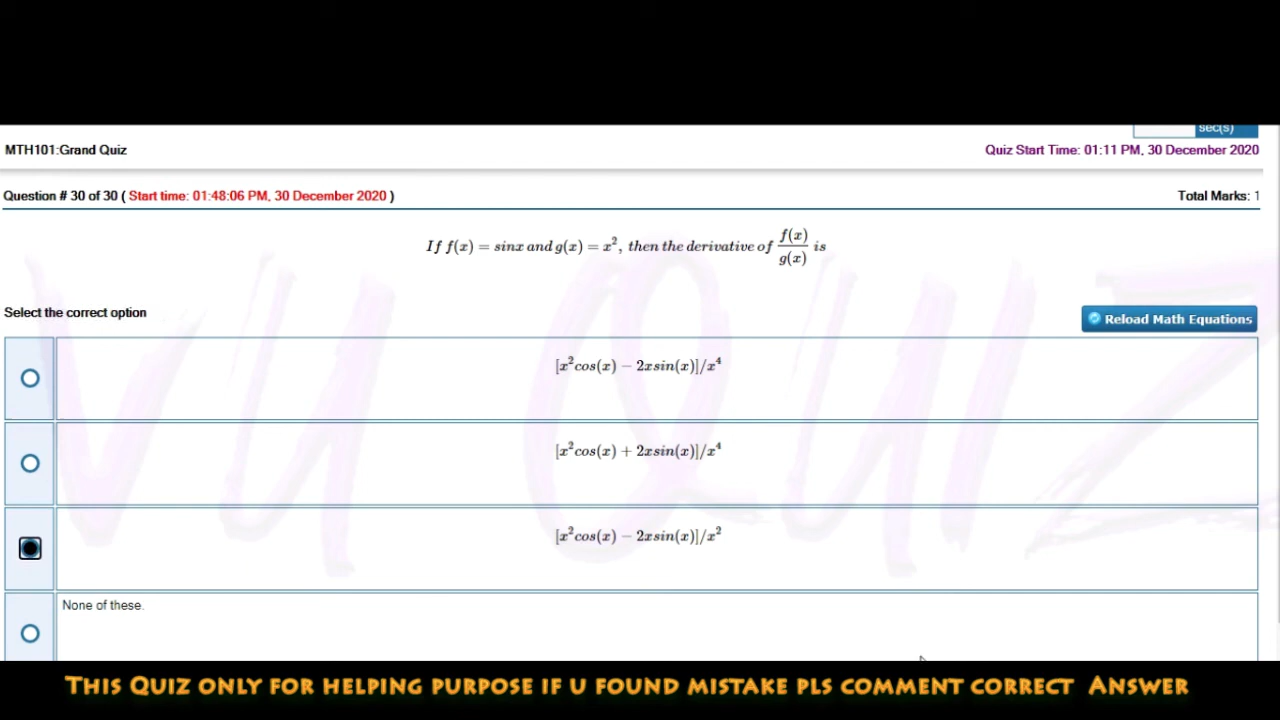 sec(s)
MTH101:Grand Quiz
Quiz Start Time: 01:11 PM, 30 December 2020
Question # 30 of 30 ( Start time: 01:48:06 PM, 30 December 2020 )
Total Marks: 1
If f(x) = sinx and g(x) = x², then the derivative of f(x)/g(x) is
Select the correct option
Reload Math Equations
[x²cos(x) − 2xsin(x)]/x⁴
[x²cos(x) + 2xsin(x)]/x⁴
[x²cos(x) − 2xsin(x)]/x²
None of these.
VU QUIZ
This Quiz only for helping purpose if u found mistake pls comment correct Answer